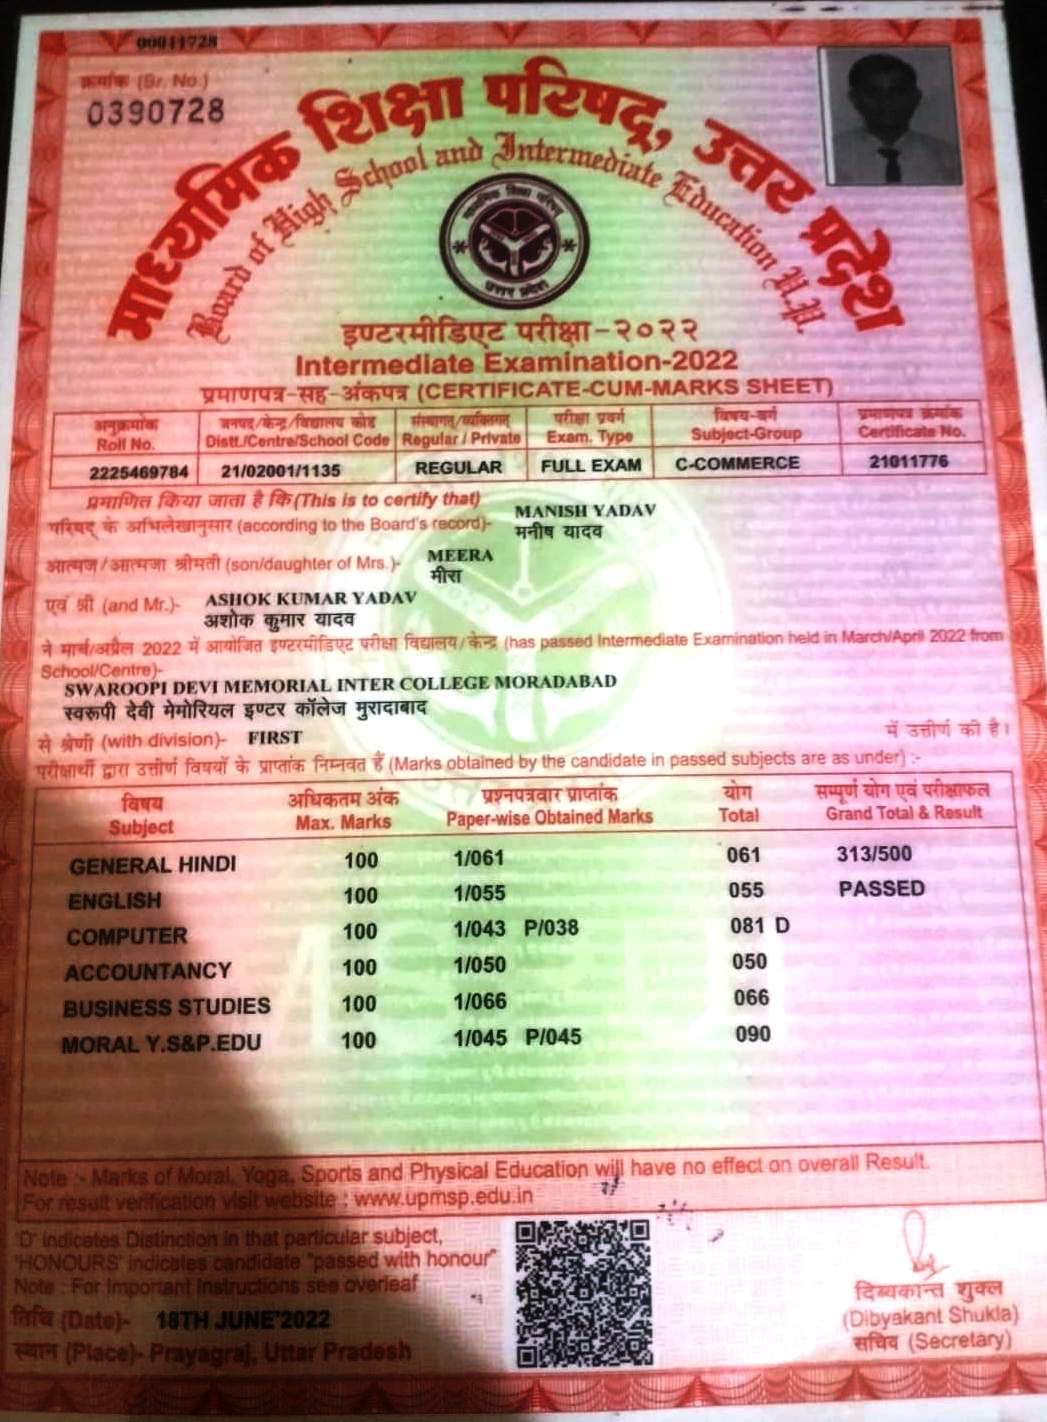 00011728
क्रमांक (Sr. No.)
0390728
माध्यमिक शिक्षा परिषद्, उत्तर प्रदेश
Board of High School and Intermediate Education U.P.
माध्यमिक शिक्षा परिषद्
उत्तर प्रदेश
इण्टरमीडिएट परीक्षा-२०२२
Intermediate Examination-2022
प्रमाणपत्र-सह-अंकपत्र (CERTIFICATE-CUM-MARKS SHEET)
अनुक्रमांक जनपद/केन्द्र/विद्यालय कोड संस्थागत/व्यक्तिगत परीक्षा प्रवर्ग विषय-वर्ग प्रमाणपत्र क्रमांक
Roll No. Distt./Centre/School Code Regular / Private Exam. Type Subject-Group Certificate No.
2225469784 21/02001/1135 REGULAR FULL EXAM C-COMMERCE 21011776
प्रमाणित किया जाता है कि (This is to certify that)
परिषद् के अभिलेखानुसार (according to the Board's record)- MANISH YADAV
मनीष यादव
आत्मज/आत्मजा श्रीमती (son/daughter of Mrs.)- MEERA
मीरा
एवं श्री (and Mr.)- ASHOK KUMAR YADAV
अशोक कुमार यादव
ने मार्च/अप्रैल 2022 में आयोजित इण्टरमीडिएट परीक्षा विद्यालय/केन्द्र (has passed Intermediate Examination held in March/April 2022 from
School/Centre)-
SWAROOPI DEVI MEMORIAL INTER COLLEGE MORADABAD
स्वरूपी देवी मेमोरियल इण्टर कॉलेज मुरादाबाद
से श्रेणी (with division)- FIRST में उत्तीर्ण की है।
परीक्षार्थी द्वारा उत्तीर्ण विषयों के प्राप्तांक निम्नवत हैं (Marks obtained by the candidate in passed subjects are as under) :-
विषय अधिकतम अंक प्रश्नपत्रवार प्राप्तांक योग सम्पूर्ण योग एवं परीक्षाफल
Subject Max. Marks Paper-wise Obtained Marks Total Grand Total & Result
GENERAL HINDI 100 1/061 061 313/500
ENGLISH 100 1/055 055 PASSED
COMPUTER 100 1/043 P/038 081 D
ACCOUNTANCY 100 1/050 050
BUSINESS STUDIES 100 1/066 066
MORAL Y.S&P.EDU 100 1/045 P/045 090
Note :- Marks of Moral, Yoga, Sports and Physical Education will have no effect on overall Result.
For result verification visit website : www.upmsp.edu.in
'D' indicates Distinction in that particular subject,
'HONOURS' indicates candidate "passed with honour"
Note : For Important Instructions see overleaf
तिथि (Date)- 18TH JUNE'2022
स्थान (Place)- Prayagraj, Uttar Pradesh
दिब्यकान्त शुक्ल
(Dibyakant Shukla)
सचिव (Secretary)